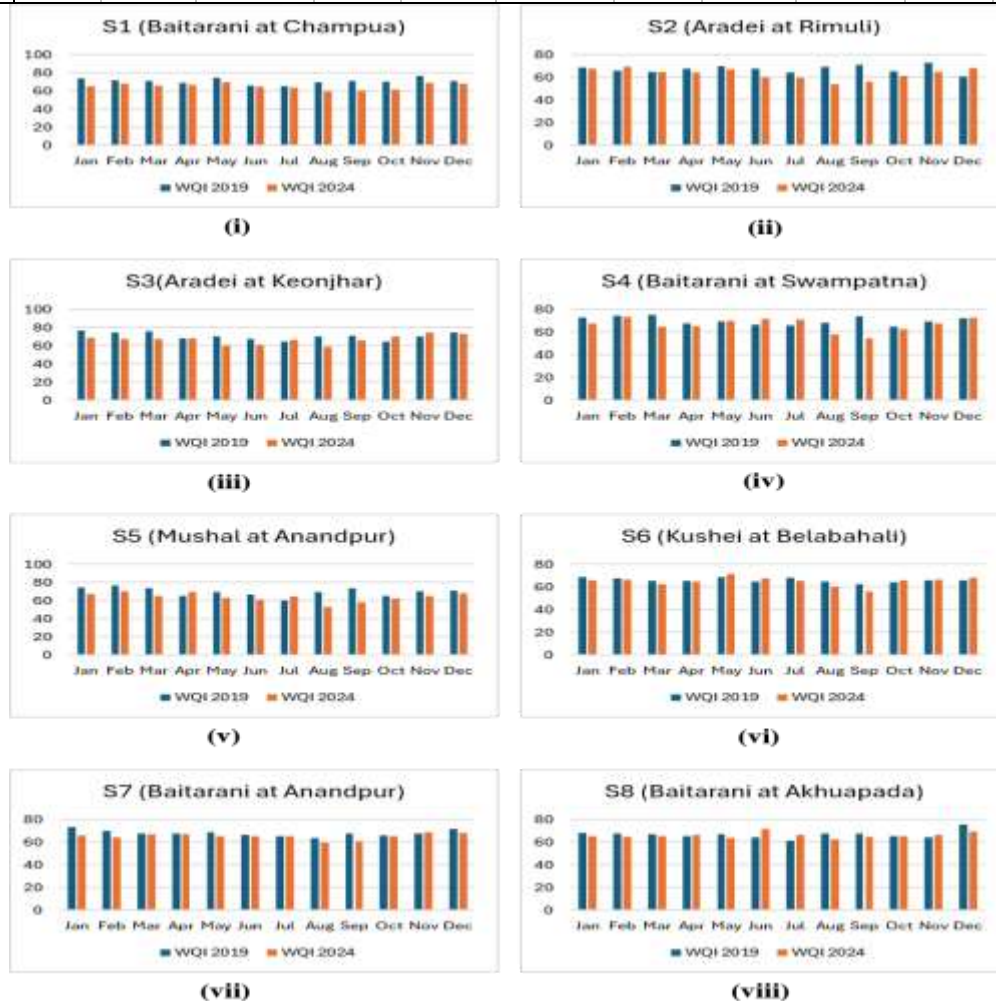 S1 (Baitarani at Champua)
100
80
60
40
20
0
Jan Feb Mar Apr May Jun Jul Aug Sep Oct Nov Dec
WQI 2019 WQI 2024
(i)
S2 (Aradei at Rimuli)
80
60
40
20
0
Jan Feb Mar Apr May Jun Jul Aug Sep Oct Nov Dec
WQI 2019 WQI 2024
(ii)
S3(Aradei at Keonjhar)
100
80
60
40
20
0
Jan Feb Mar Apr May Jun Jul Aug Sep Oct Nov Dec
WQI 2019 WQI 2024
(iii)
S4 (Baitarani at Swampatna)
80
60
40
20
0
Jan Feb Mar Apr May Jun Jul Aug Sep Oct Nov Dec
WQI 2019 WQI 2024
(iv)
S5 (Mushal at Anandpur)
100
80
60
40
20
0
Jan Feb Mar Apr May Jun Jul Aug Sep Oct Nov Dec
WQI 2019 WQI 2024
(v)
S6 (Kushei at Belabahali)
80
60
40
20
0
Jan Feb Mar Apr May Jun Jul Aug Sep Oct Nov Dec
WQI 2019 WQI 2024
(vi)
S7 (Baitarani at Anandpur)
80
60
40
20
0
Jan Feb Mar Apr May Jun Jul Aug Sep Oct Nov Dec
WQI 2019 WQI 2024
(vii)
S8 (Baitarani at Akhuapada)
80
60
40
20
0
Jan Feb Mar Apr May Jun Jul Aug Sep Oct Nov Dec
WQI 2019 WQI 2024
(viii)